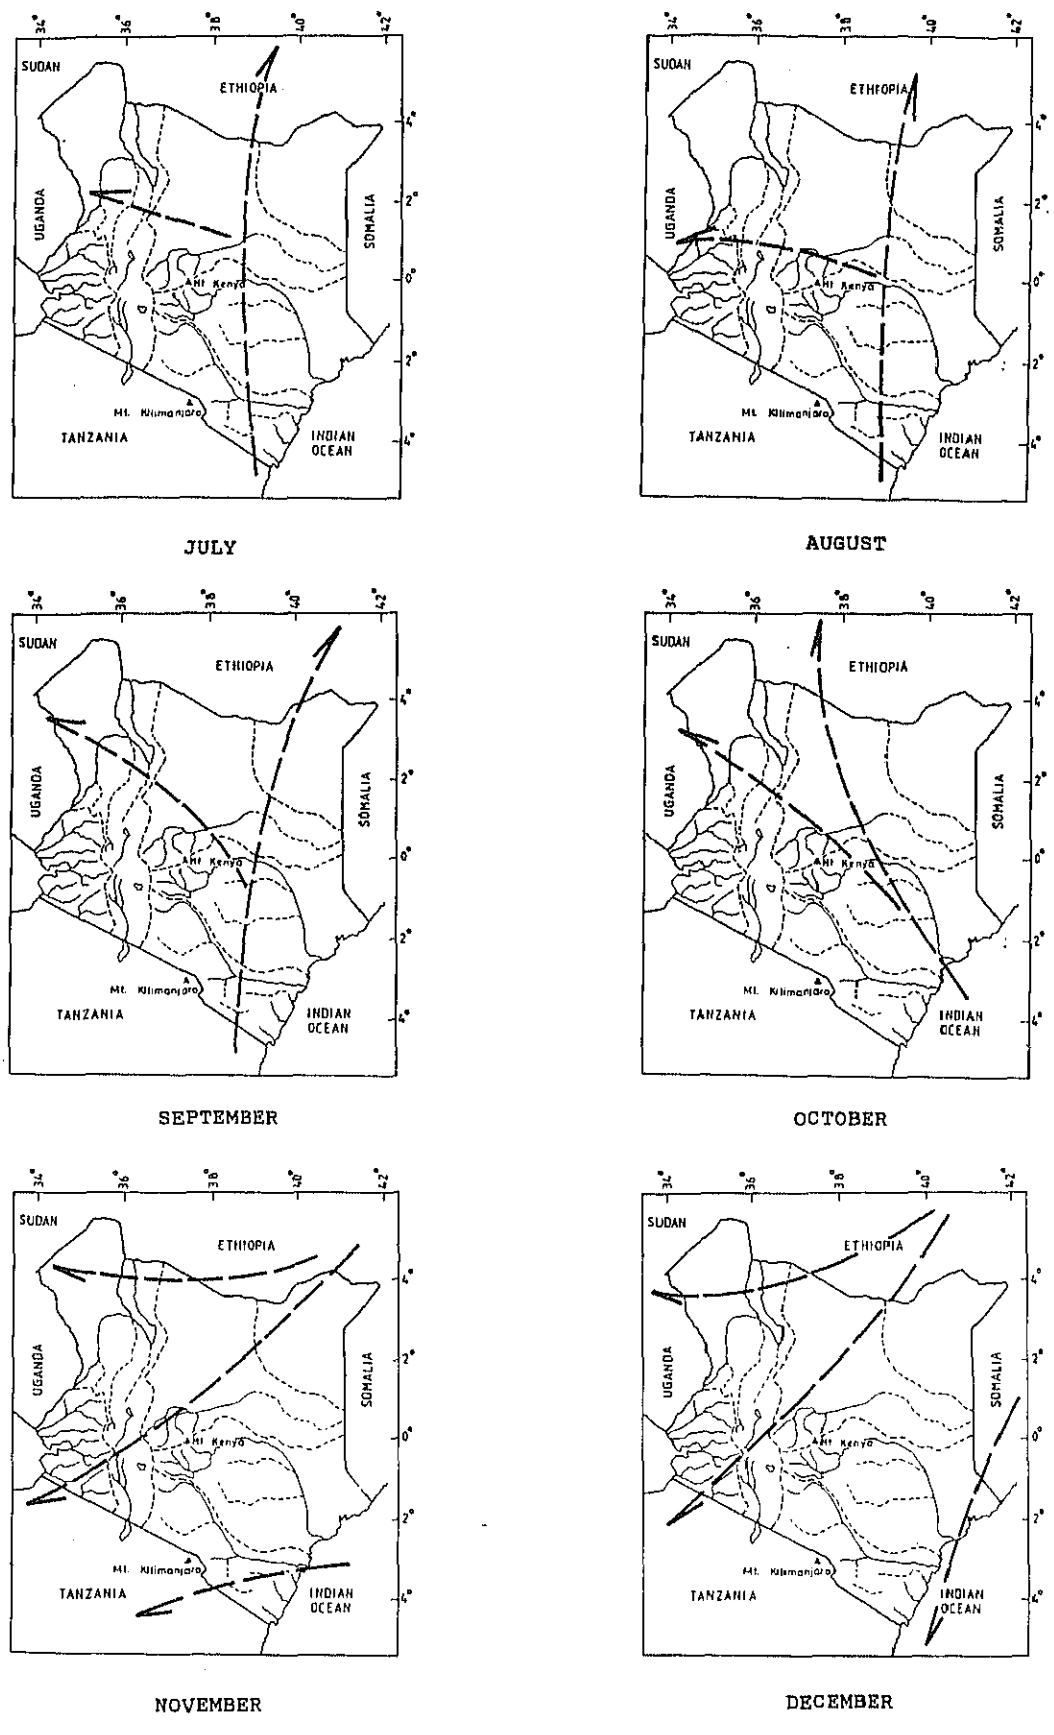 34° 36° 38° 40° 42°
SUDAN
ETHIOPIA
4°
2°
UGANDA
SOMALIA
Mt Kenya
0°
2°
Mt. Kilimanjaro
TANZANIA
INDIAN
OCEAN
4°
JULY
34° 36° 38° 40° 42°
SUDAN
ETHIOPIA
4°
2°
UGANDA
SOMALIA
Mt Kenya
0°
2°
Mt. Kilimanjaro
TANZANIA
INDIAN
OCEAN
4°
AUGUST
34° 36° 38° 40° 42°
SUDAN
ETHIOPIA
4°
2°
UGANDA
SOMALIA
Mt Kenya
0°
2°
Mt. Kilimanjaro
TANZANIA
INDIAN
OCEAN
4°
SEPTEMBER
34° 36° 38° 40° 42°
SUDAN
ETHIOPIA
4°
2°
UGANDA
SOMALIA
Mt Kenya
0°
2°
Mt. Kilimanjaro
TANZANIA
INDIAN
OCEAN
4°
OCTOBER
34° 36° 38° 40° 42°
SUDAN
ETHIOPIA
4°
2°
UGANDA
SOMALIA
Mt Kenya
0°
2°
Mt. Kilimanjaro
TANZANIA
INDIAN
OCEAN
4°
NOVEMBER
34° 36° 38° 40° 42°
SUDAN
ETHIOPIA
4°
2°
UGANDA
SOMALIA
Mt Kenya
0°
2°
Mt. Kilimanjaro
TANZANIA
INDIAN
OCEAN
4°
DECEMBER